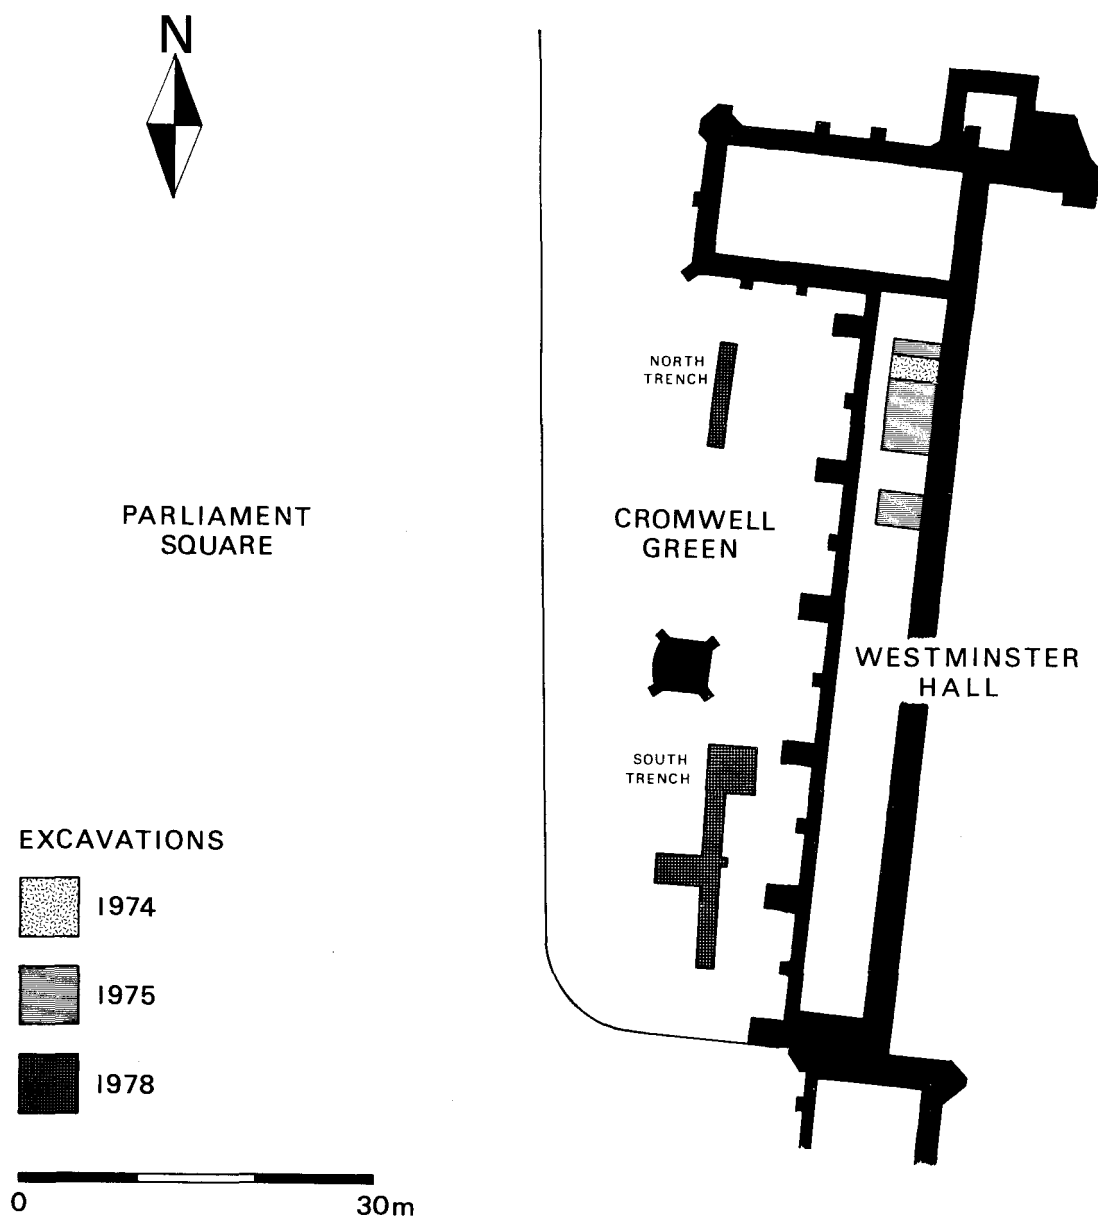 N
NORTH
TRENCH
PARLIAMENT
SQUARE
CROMWELL
GREEN
WESTMINSTER
HALL
SOUTH
TRENCH
EXCAVATIONS
1974
1975
1978
0 30m